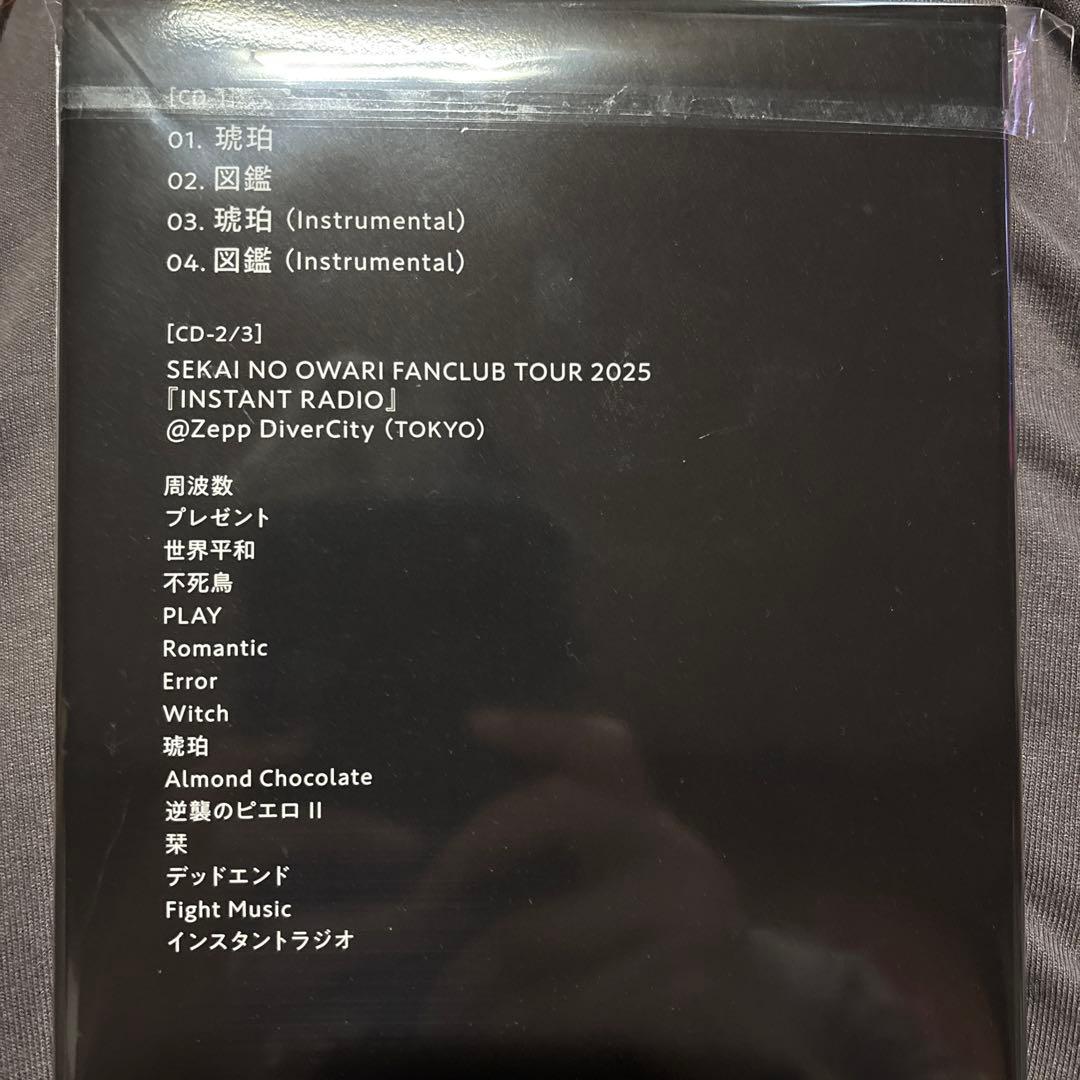 [CD-1]
01. 琥珀
02. 図鑑
03. 琥珀 (Instrumental)
04. 図鑑 (Instrumental)
[CD-2/3]
SEKAI NO OWARI FANCLUB TOUR 2025
『INSTANT RADIO』
@Zepp DiverCity (TOKYO)
周波数
プレゼント
世界平和
不死鳥
PLAY
Romantic
Error
Witch
琥珀
Almond Chocolate
逆襲のピエロ II
栞
デッドエンド
Fight Music
インスタントラジオ